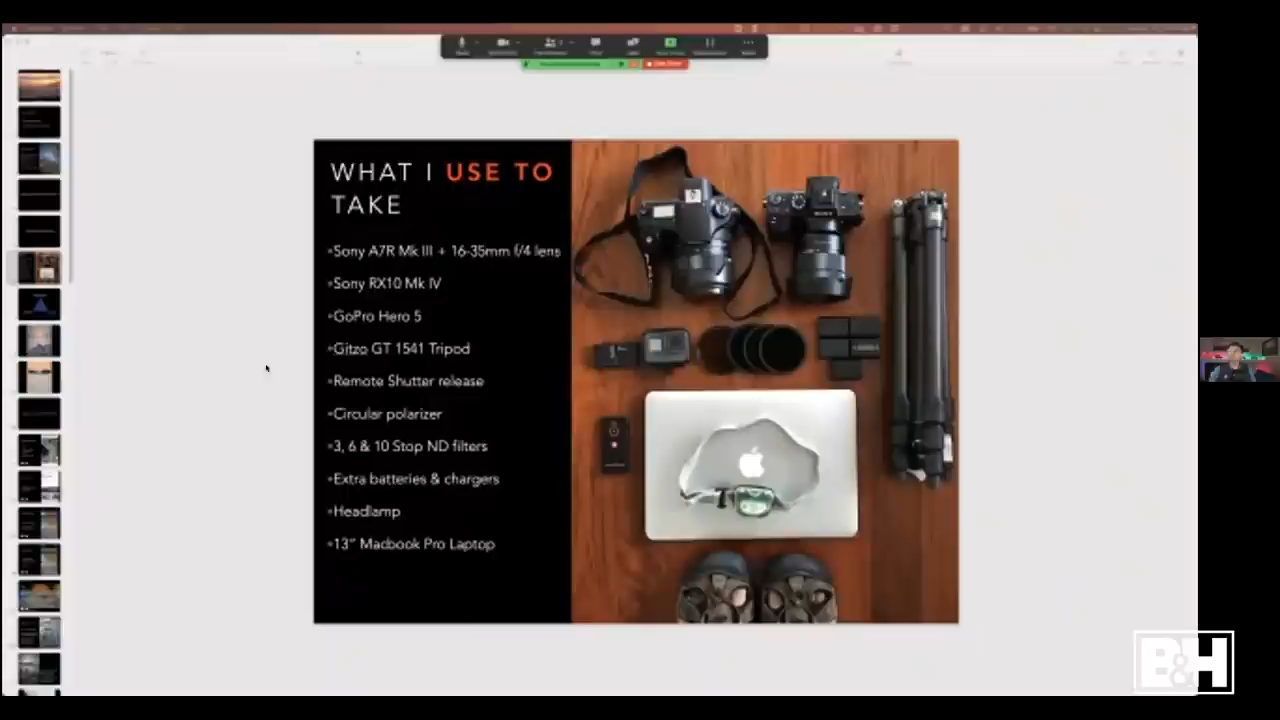 WHAT I USE TO
TAKE
•Sony A7R Mk III + 16-35mm f/4 lens
•Sony RX10 Mk IV
•GoPro Hero 5
•Gitzo GT 1541 Tripod
•Remote Shutter release
•Circular polarizer
•3, 6 & 10 Stop ND filters
•Extra batteries & chargers
•Headlamp
•13" Macbook Pro Laptop
SONY
B&H